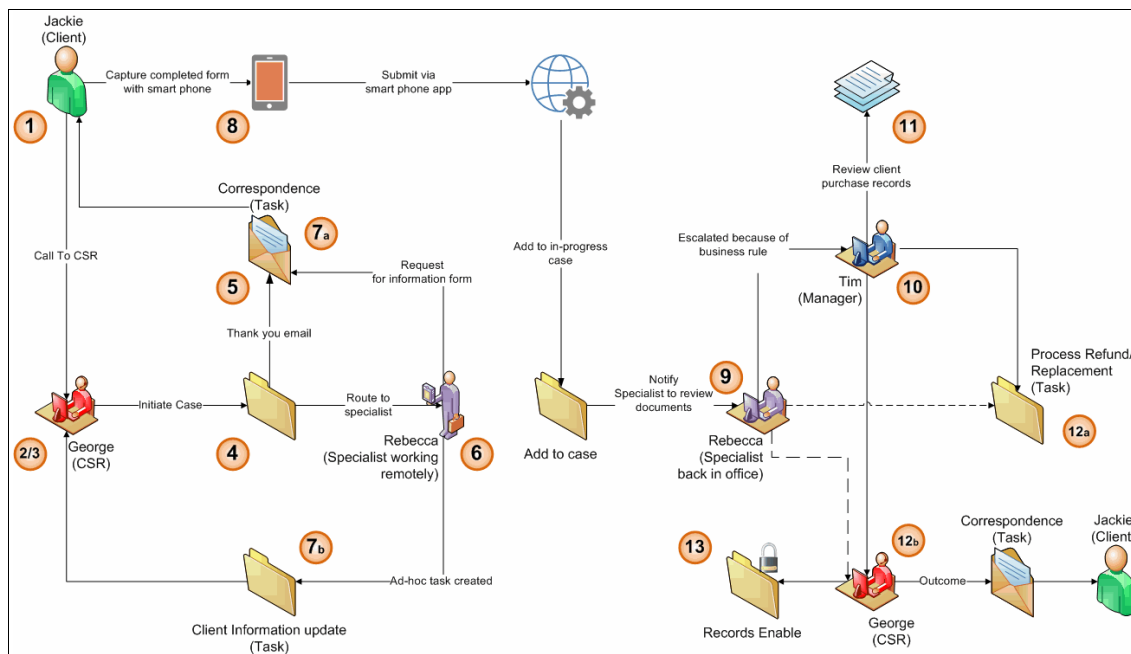 Jackie
(Client)
Capture completed form
with smart phone
Submit via
smart phone app
1
8
11
Correspondence
(Task)
7a
Review client
purchase records
Call To CSR
Add to in-progress
case
Escalated because of
business rule
Request
for information form
5
10
Tim
(Manager)
Thank you email
Process Refund/
Replacement
(Task)
9
Notify
Specialist to review
documents
Initiate Case
Route to
specialist
2/3
George
(CSR)
4
Rebecca
(Specialist working
remotely)
6
Add to case
Rebecca
(Specialist
back in office)
12a
7b
Ad-hoc task created
Client Information update
(Task)
13
12b
Correspondence
(Task)
Jackie
(Client)
Outcome
Records Enable
George
(CSR)